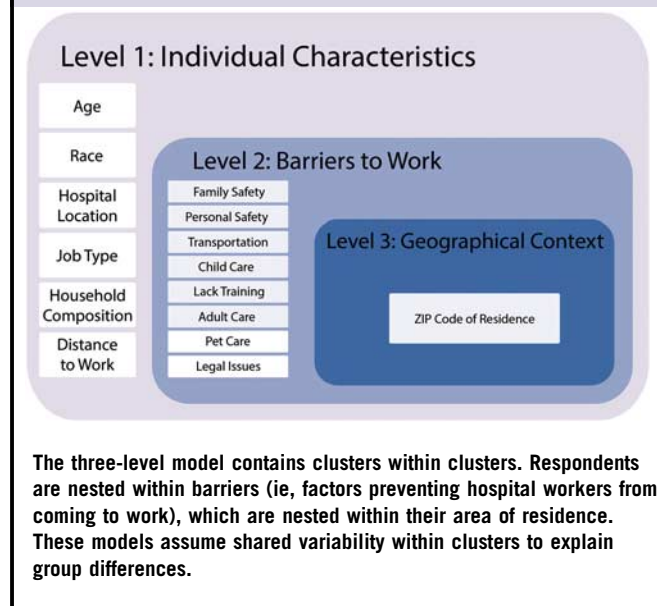 Level 1: Individual Characteristics
Age
Race
Hospital
Location
Job Type
Household
Composition
Distance
to Work
Level 2: Barriers to Work
Family Safety
Personal Safety
Transportation
Child Care
Lack Training
Adult Care
Pet Care
Legal Issues
Level 3: Geographical Context
ZIP Code of Residence
The three-level model contains clusters within clusters. Respondents
are nested within barriers (ie, factors preventing hospital workers from
coming to work), which are nested within their area of residence.
These models assume shared variability within clusters to explain
group differences.